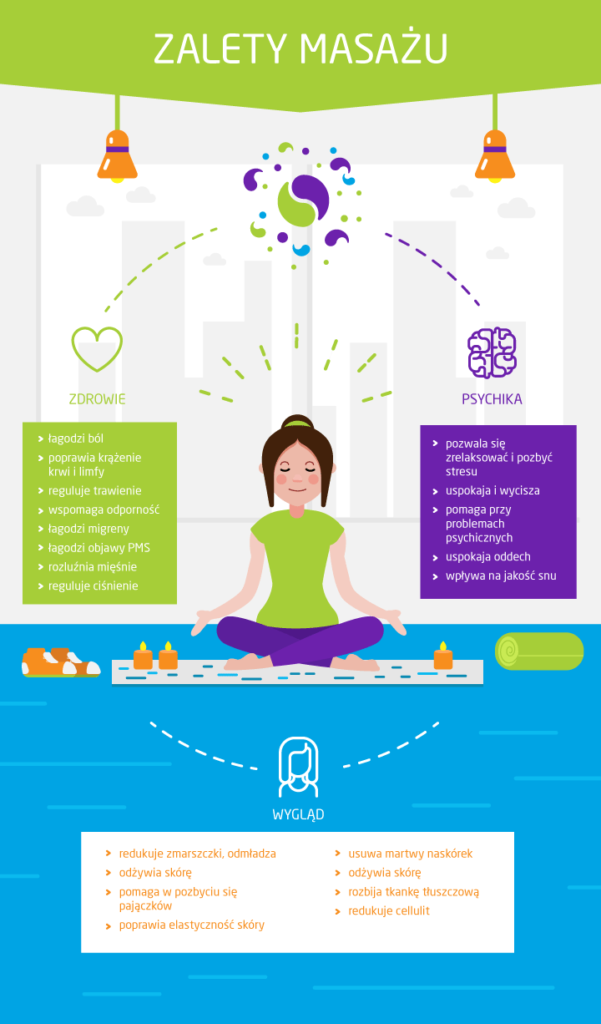 ZALETY MASAŻU
ZDROWIE
łagodzi ból
poprawia krążenie
krwi i limfy
reguluje trawienie
wspomaga odporność
łagodzi migreny
łagodzi objawy PMS
rozluźnia mięśnie
reguluje ciśnienie
PSYCHIKA
pozwala się
zrelaksować i pozbyć
stresu
uspokaja i wycisza
pomaga przy
problemach
psychicznych
uspokaja oddech
wpływa na jakość snu
WYGLĄD
redukuje zmarszczki, odmładza
odżywia skórę
pomaga w pozbyciu się
pajączków
poprawia elastyczność skóry
usuwa martwy naskórek
odżywia skórę
rozbija tkankę tłuszczową
redukuje cellulit